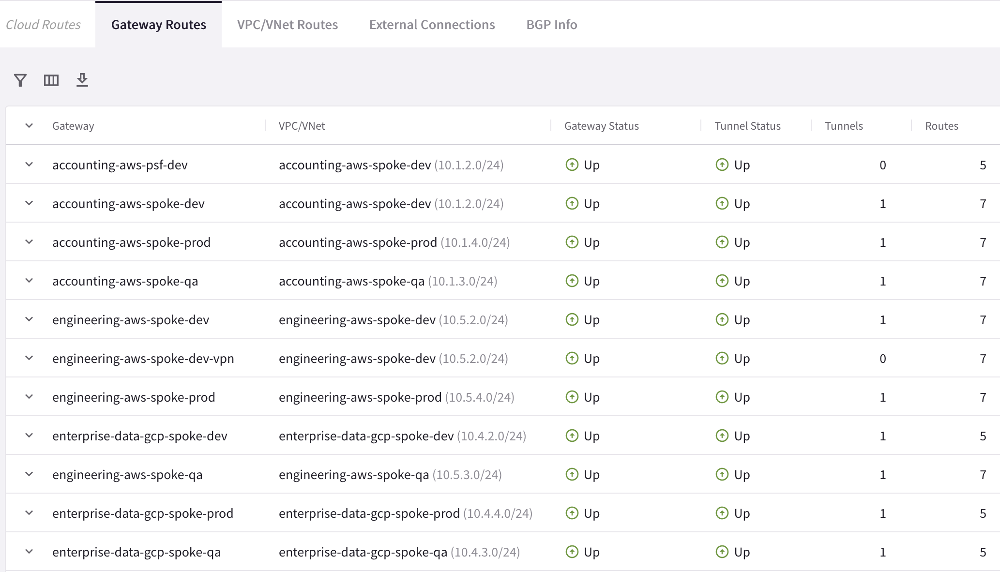 Cloud Routes Gateway Routes VPC/VNet Routes External Connections BGP Info
Gateway VPC/VNet Gateway Status Tunnel Status Tunnels Routes
accounting-aws-psf-dev accounting-aws-spoke-dev (10.1.2.0/24) Up Up 0 5
accounting-aws-spoke-dev accounting-aws-spoke-dev (10.1.2.0/24) Up Up 1 7
accounting-aws-spoke-prod accounting-aws-spoke-prod (10.1.4.0/24) Up Up 1 7
accounting-aws-spoke-qa accounting-aws-spoke-qa (10.1.3.0/24) Up Up 1 7
engineering-aws-spoke-dev engineering-aws-spoke-dev (10.5.2.0/24) Up Up 1 7
engineering-aws-spoke-dev-vpn engineering-aws-spoke-dev (10.5.2.0/24) Up Up 0 7
engineering-aws-spoke-prod engineering-aws-spoke-prod (10.5.4.0/24) Up Up 1 7
enterprise-data-gcp-spoke-dev enterprise-data-gcp-spoke-dev (10.4.2.0/24) Up Up 1 5
engineering-aws-spoke-qa engineering-aws-spoke-qa (10.5.3.0/24) Up Up 1 7
enterprise-data-gcp-spoke-prod enterprise-data-gcp-spoke-prod (10.4.4.0/24) Up Up 1 5
enterprise-data-gcp-spoke-qa enterprise-data-gcp-spoke-qa (10.4.3.0/24) Up Up 1 5